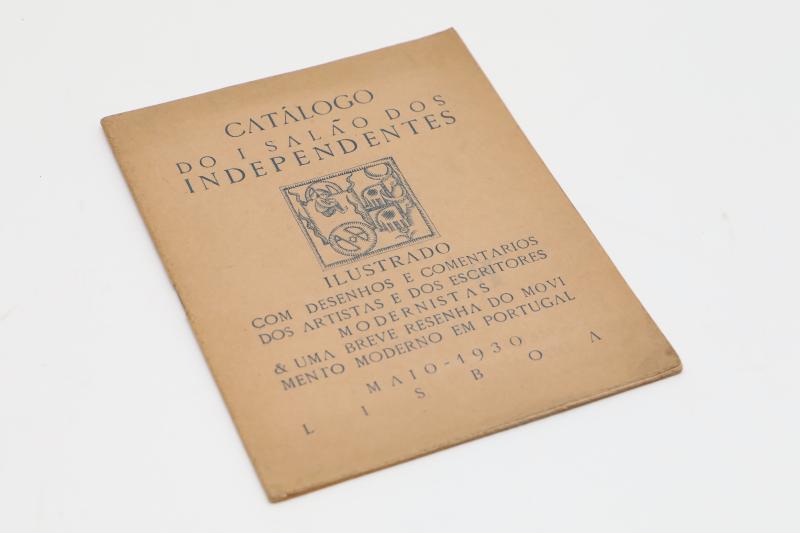 CATÁLOGO
DO I SALÃO DOS
INDEPENDENTES
ILUSTRADO
COM DESENHOS E COMENTARIOS
DOS ARTISTAS E DOS ESCRITORES
MODERNISTAS
& UMA BREVE RESENHA DO MOVI
MENTO MODERNO EM PORTUGAL
MAIO-1930
LISBOA